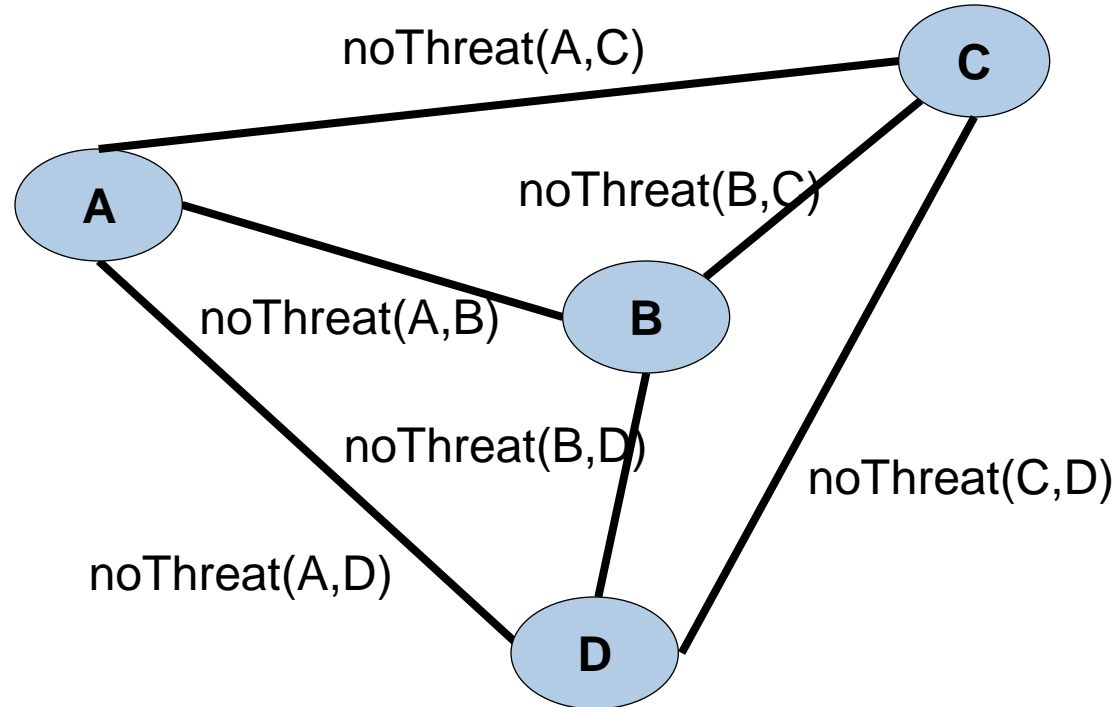 noThreat(A,C)
C
noThreat(B,C)
A
noThreat(A,B)
B
noThreat(B,D)
noThreat(C,D)
noThreat(A,D)
D